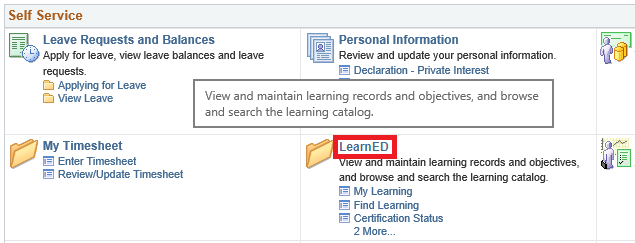 Self Service
Leave Requests and Balances
Apply for leave, view leave balances and leave
requests.
Applying for Leave
View Leave
Personal Information
Review and update your personal information.
Declaration - Private Interest
View and maintain learning records and objectives, and browse
and search the learning catalog.
My Timesheet
Enter Timesheet
Review/Update Timesheet
LearnED
View and maintain learning records and objectives,
and browse and search the learning catalog.
My Learning
Find Learning
Certification Status
2 More...